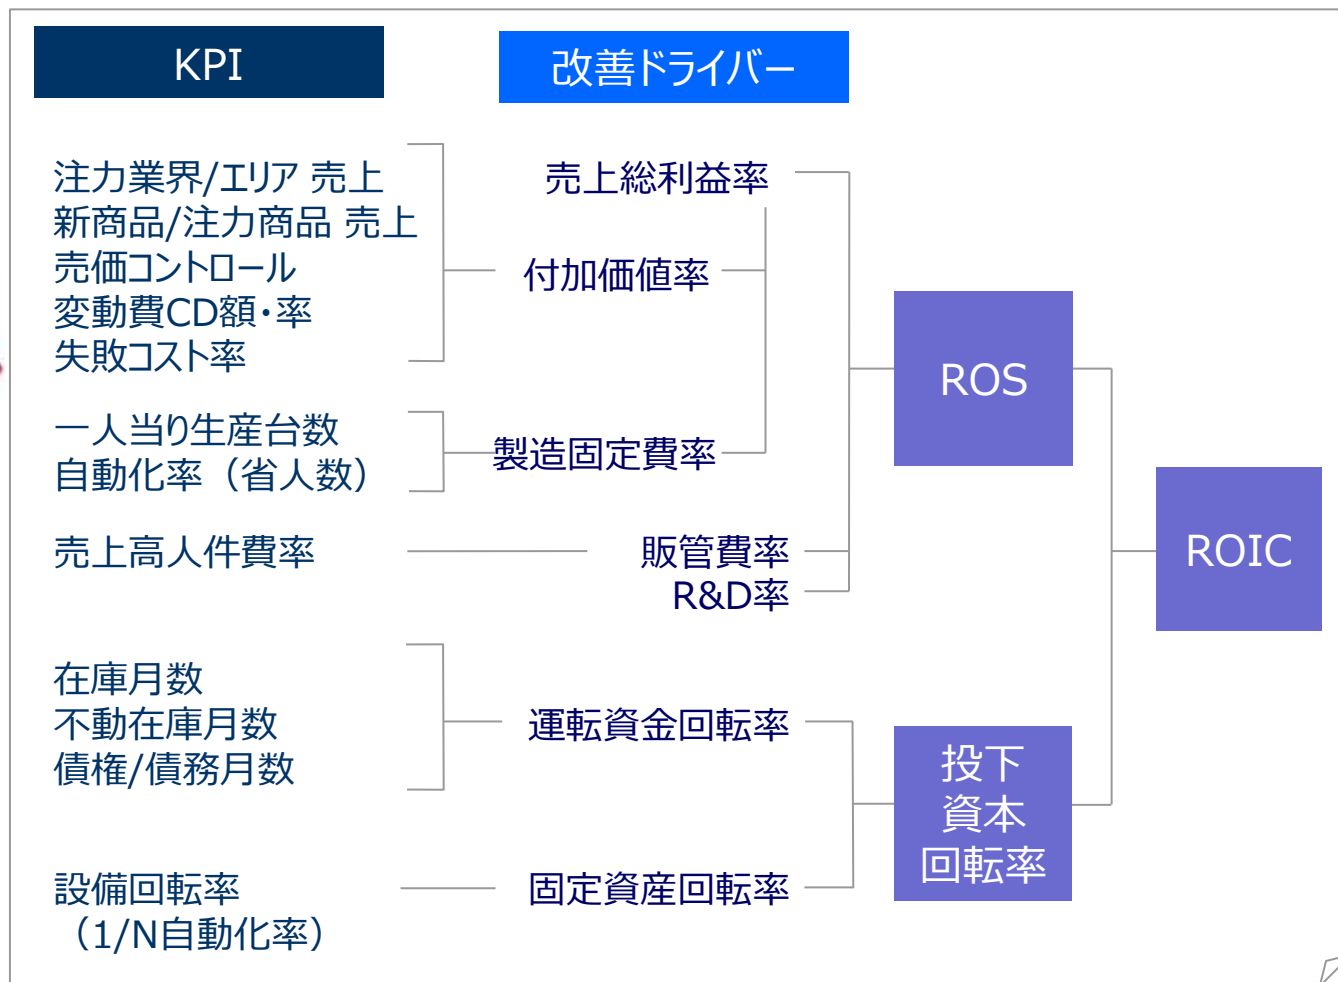 KPI
改善ドライバー
注力業界/エリア 売上
新商品/注力商品 売上
売価コントロール
変動費CD額・率
失敗コスト率
一人当り生産台数
自動化率（省人数）
売上高人件費率
在庫月数
不動在庫月数
債権/債務月数
設備回転率
（1/N自動化率）
売上総利益率
付加価値率
製造固定費率
販管費率
R&D率
運転資金回転率
固定資産回転率
ROS
投下
資本
回転率
ROIC